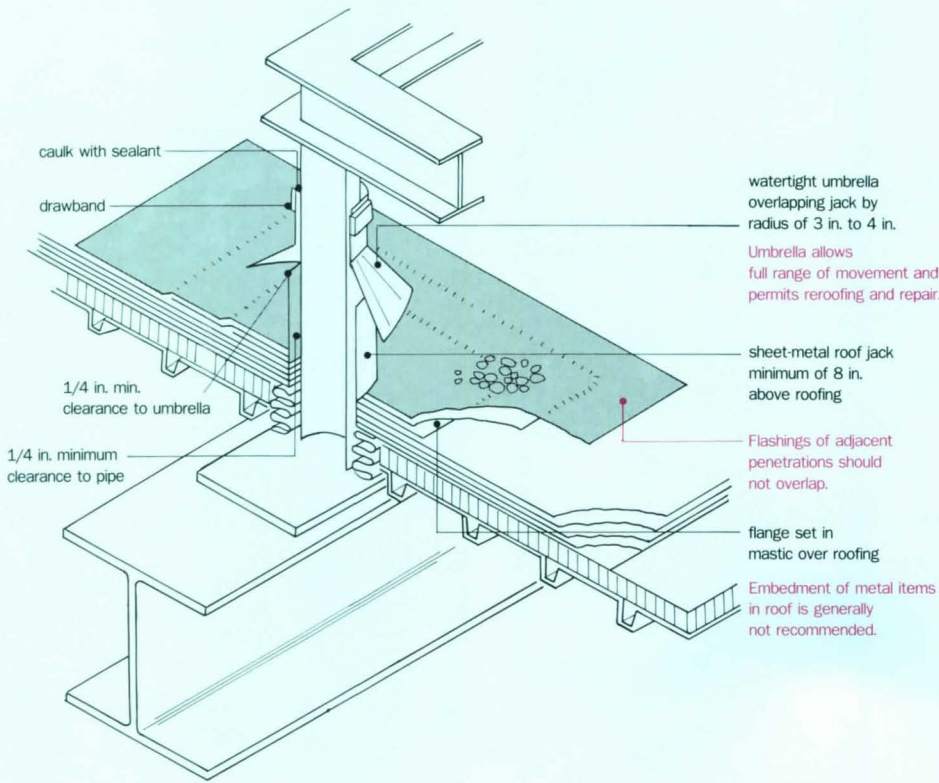 caulk with sealant
drawband
1/4 in. min.
clearance to umbrella
1/4 in. minimum
clearance to pipe
watertight umbrella
overlapping jack by
radius of 3 in. to 4 in.
Umbrella allows
full range of movement and
permits reroofing and repair.
sheet-metal roof jack
minimum of 8 in.
above roofing
Flashings of adjacent
penetrations should
not overlap.
flange set in
mastic over roofing
Embedment of metal items
in roof is generally
not recommended.